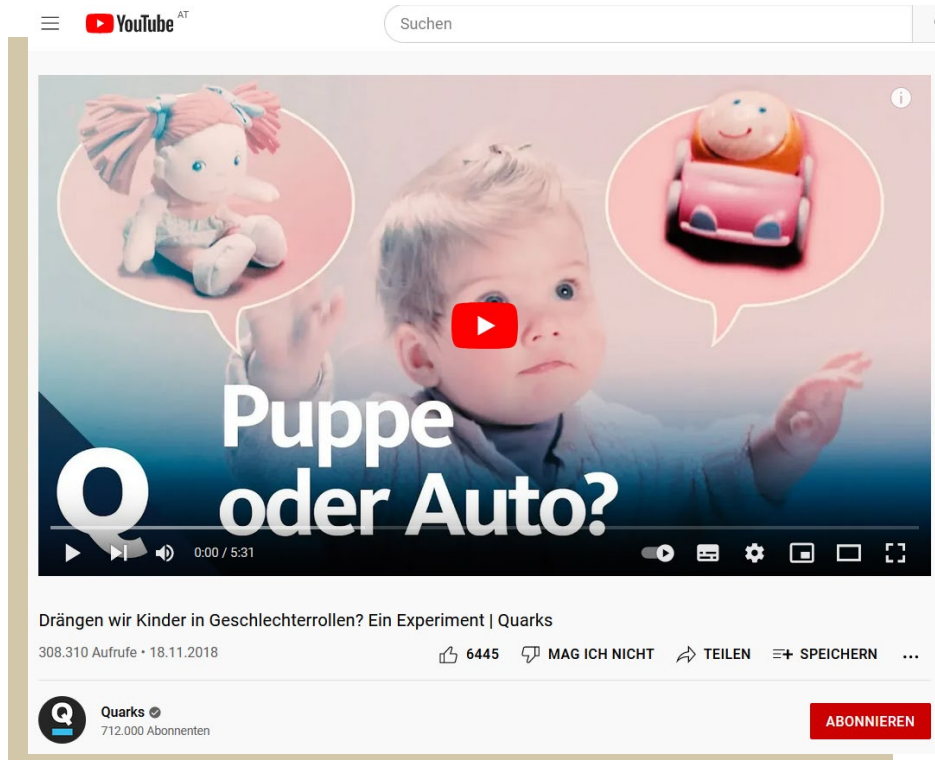 YouTube AT
Suchen
Puppe
oder Auto?
Q
0:00 / 5:31
Drängen wir Kinder in Geschlechterrollen? Ein Experiment | Quarks
308.310 Aufrufe • 18.11.2018
6445 MAG ICH NICHT TEILEN SPEICHERN
Q
Quarks
712.000 Abonnenten
ABONNIEREN